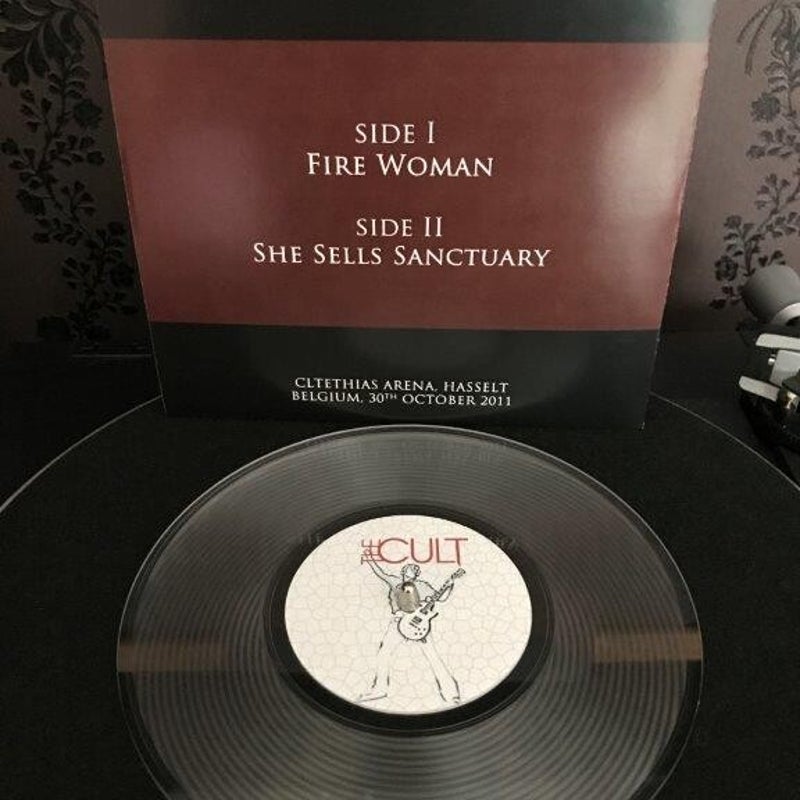 SIDE I
FIRE WOMAN
SIDE II
SHE SELLS SANCTUARY
CLTETHIAS ARENA, HASSELT
BELGIUM, 30TH OCTOBER 2011
THE CULT